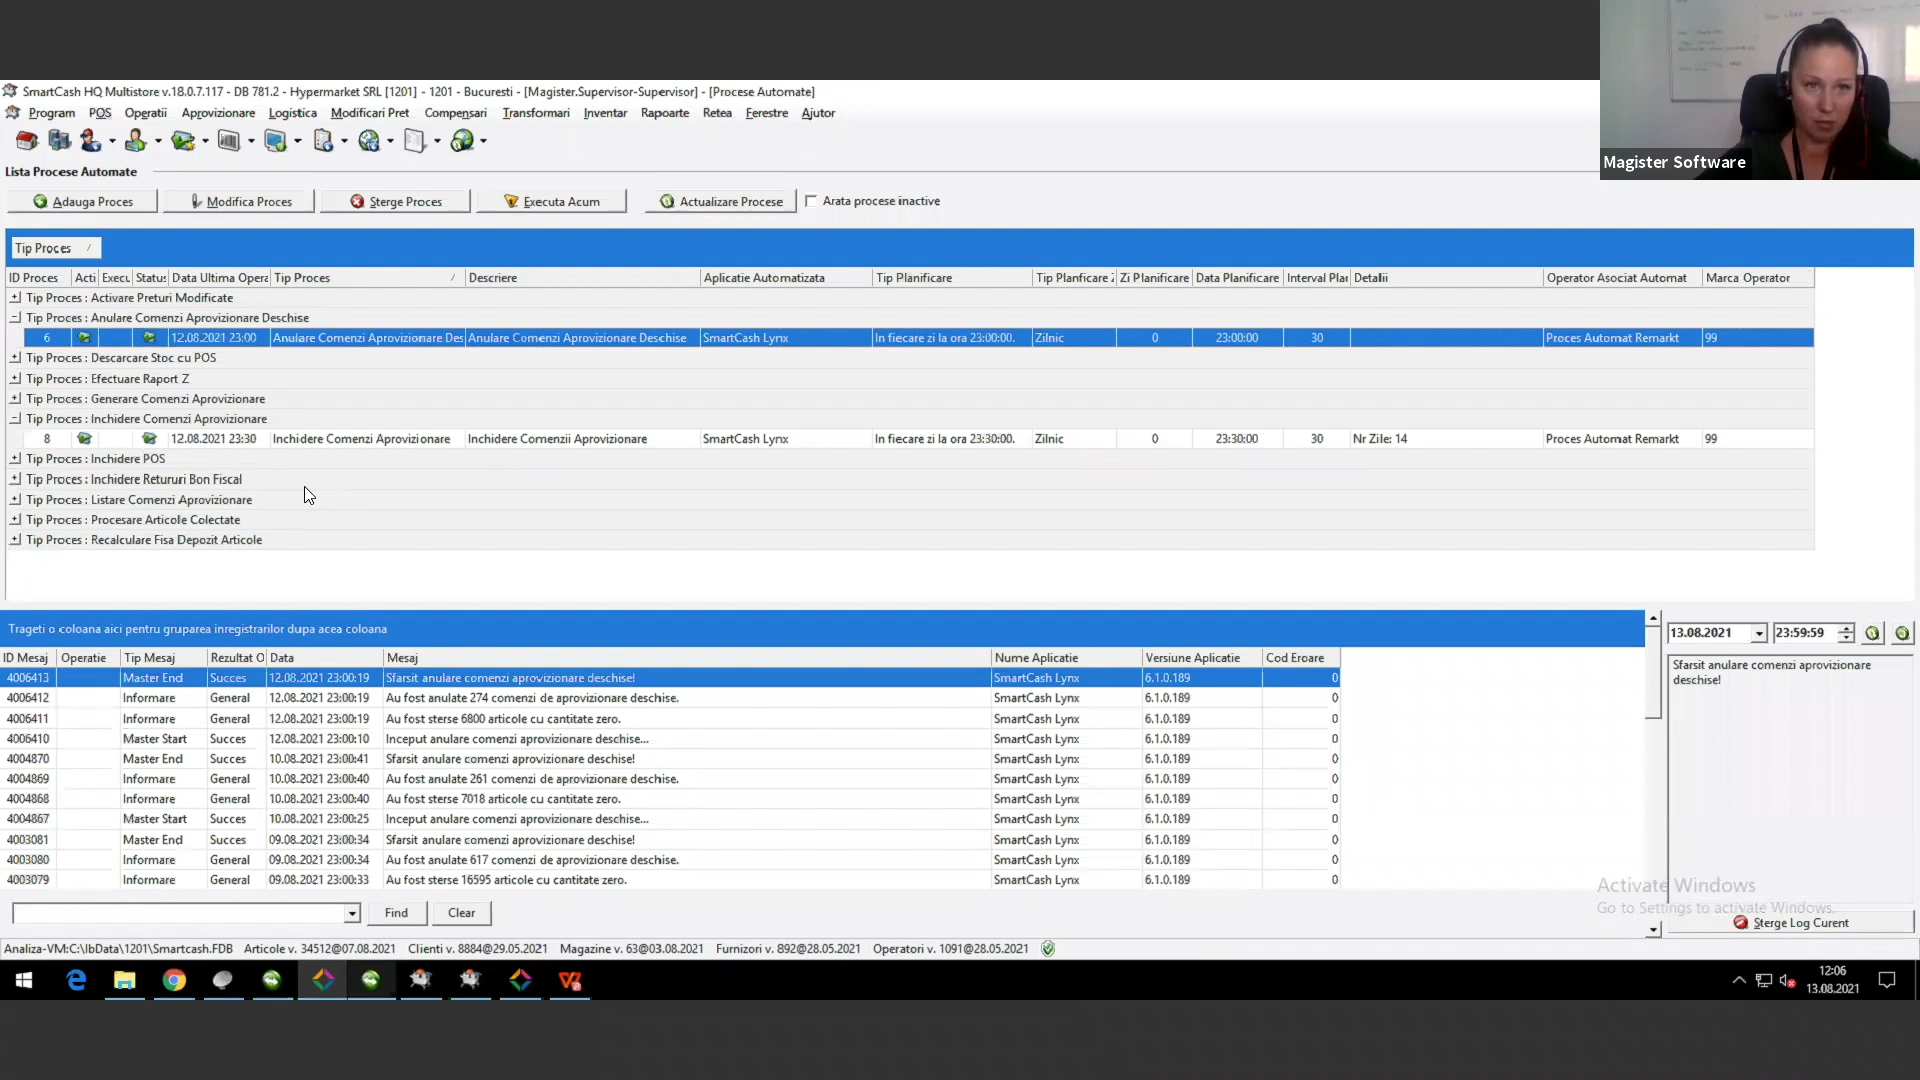 SmartCash HQ Multistore v.18.0.7.117 - DB 781.2 - Hypermarket SRL [1201] - 1201 - Bucuresti - [Magister.Supervisor-Supervisor] - [Procese Automate]
Program POS Operatii Aprovizionare Logistica Modificari Pret Compensari Transformari Inventar Rapoarte Retea Ferestre Ajutor
Magister Software
Lista Procese Automate
Adauga Proces Modifica Proces Sterge Proces Executa Acum Actualizare Procese Arata procese inactive
Tip Proces
ID Proces Acti Execu Status Data Ultima Opera Tip Proces Descriere Aplicatie Automatizata Tip Planificare Tip Planficare Z Zi Planificare Data Planificare Interval Plar Detalii Operator Asociat Automat Marca Operator
Tip Proces : Activare Preturi Modificate
Tip Proces : Anulare Comenzi Aprovizionare Deschise
6 12.08.2021 23:00 Anulare Comenzi Aprovizionare Des Anulare Comenzi Aprovizionare Deschise SmartCash Lynx In fiecare zi la ora 23:00:00. Zilnic 0 23:00:00 30 Proces Automat Remarkt 99
Tip Proces : Descarcare Stoc cu POS
Tip Proces : Efectuare Raport Z
Tip Proces : Generare Comenzi Aprovizionare
Tip Proces : Inchidere Comenzi Aprovizionare
8 12.08.2021 23:30 Inchidere Comenzi Aprovizionare Inchidere Comenzii Aprovizionare SmartCash Lynx In fiecare zi la ora 23:30:00. Zilnic 0 23:30:00 30 Nr Zile: 14 Proces Automat Remarkt 99
Tip Proces : Inchidere POS
Tip Proces : Inchidere Retururi Bon Fiscal
Tip Proces : Listare Comenzi Aprovizionare
Tip Proces : Procesare Articole Colectate
Tip Proces : Recalculare Fisa Depozit Articole
Trageti o coloana aici pentru gruparea inregistrarilor dupa acea coloana
13.08.2021 23:59:59
ID Mesaj Operatie Tip Mesaj Rezultat O Data Mesaj Nume Aplicatie Versiune Aplicatie Cod Eroare
4006413 Master End Succes 12.08.2021 23:00:19 Sfarsit anulare comenzi aprovizionare deschise! SmartCash Lynx 6.1.0.189 0
4006412 Informare General 12.08.2021 23:00:19 Au fost anulate 274 comenzi de aprovizionare deschise. SmartCash Lynx 6.1.0.189 0
4006411 Informare General 12.08.2021 23:00:19 Au fost sterse 6800 articole cu cantitate zero. SmartCash Lynx 6.1.0.189 0
4006410 Master Start Succes 12.08.2021 23:00:10 Inceput anulare comenzi aprovizionare deschise... SmartCash Lynx 6.1.0.189 0
4004870 Master End Succes 10.08.2021 23:00:41 Sfarsit anulare comenzi aprovizionare deschise! SmartCash Lynx 6.1.0.189 0
4004869 Informare General 10.08.2021 23:00:40 Au fost anulate 261 comenzi de aprovizionare deschise. SmartCash Lynx 6.1.0.189 0
4004868 Informare General 10.08.2021 23:00:40 Au fost sterse 7018 articole cu cantitate zero. SmartCash Lynx 6.1.0.189 0
4004867 Master Start Succes 10.08.2021 23:00:25 Inceput anulare comenzi aprovizionare deschise... SmartCash Lynx 6.1.0.189 0
4003081 Master End Succes 09.08.2021 23:00:34 Sfarsit anulare comenzi aprovizionare deschise! SmartCash Lynx 6.1.0.189 0
4003080 Informare General 09.08.2021 23:00:34 Au fost anulate 617 comenzi de aprovizionare deschise. SmartCash Lynx 6.1.0.189 0
4003079 Informare General 09.08.2021 23:00:33 Au fost sterse 16595 articole cu cantitate zero. SmartCash Lynx 6.1.0.189 0
Sfarsit anulare comenzi aprovizionare
deschise!
Activate Windows
Go to Settings to activate Windows.
Find Clear
Sterge Log Curent
Analiza-VM:C:\IbData\1201\Smartcash.FDB Articole v. 34512@07.08.2021 Clienti v. 8884@29.05.2021 Magazine v. 63@03.08.2021 Furnizori v. 892@28.05.2021 Operatori v. 1091@28.05.2021
12:06
13.08.2021